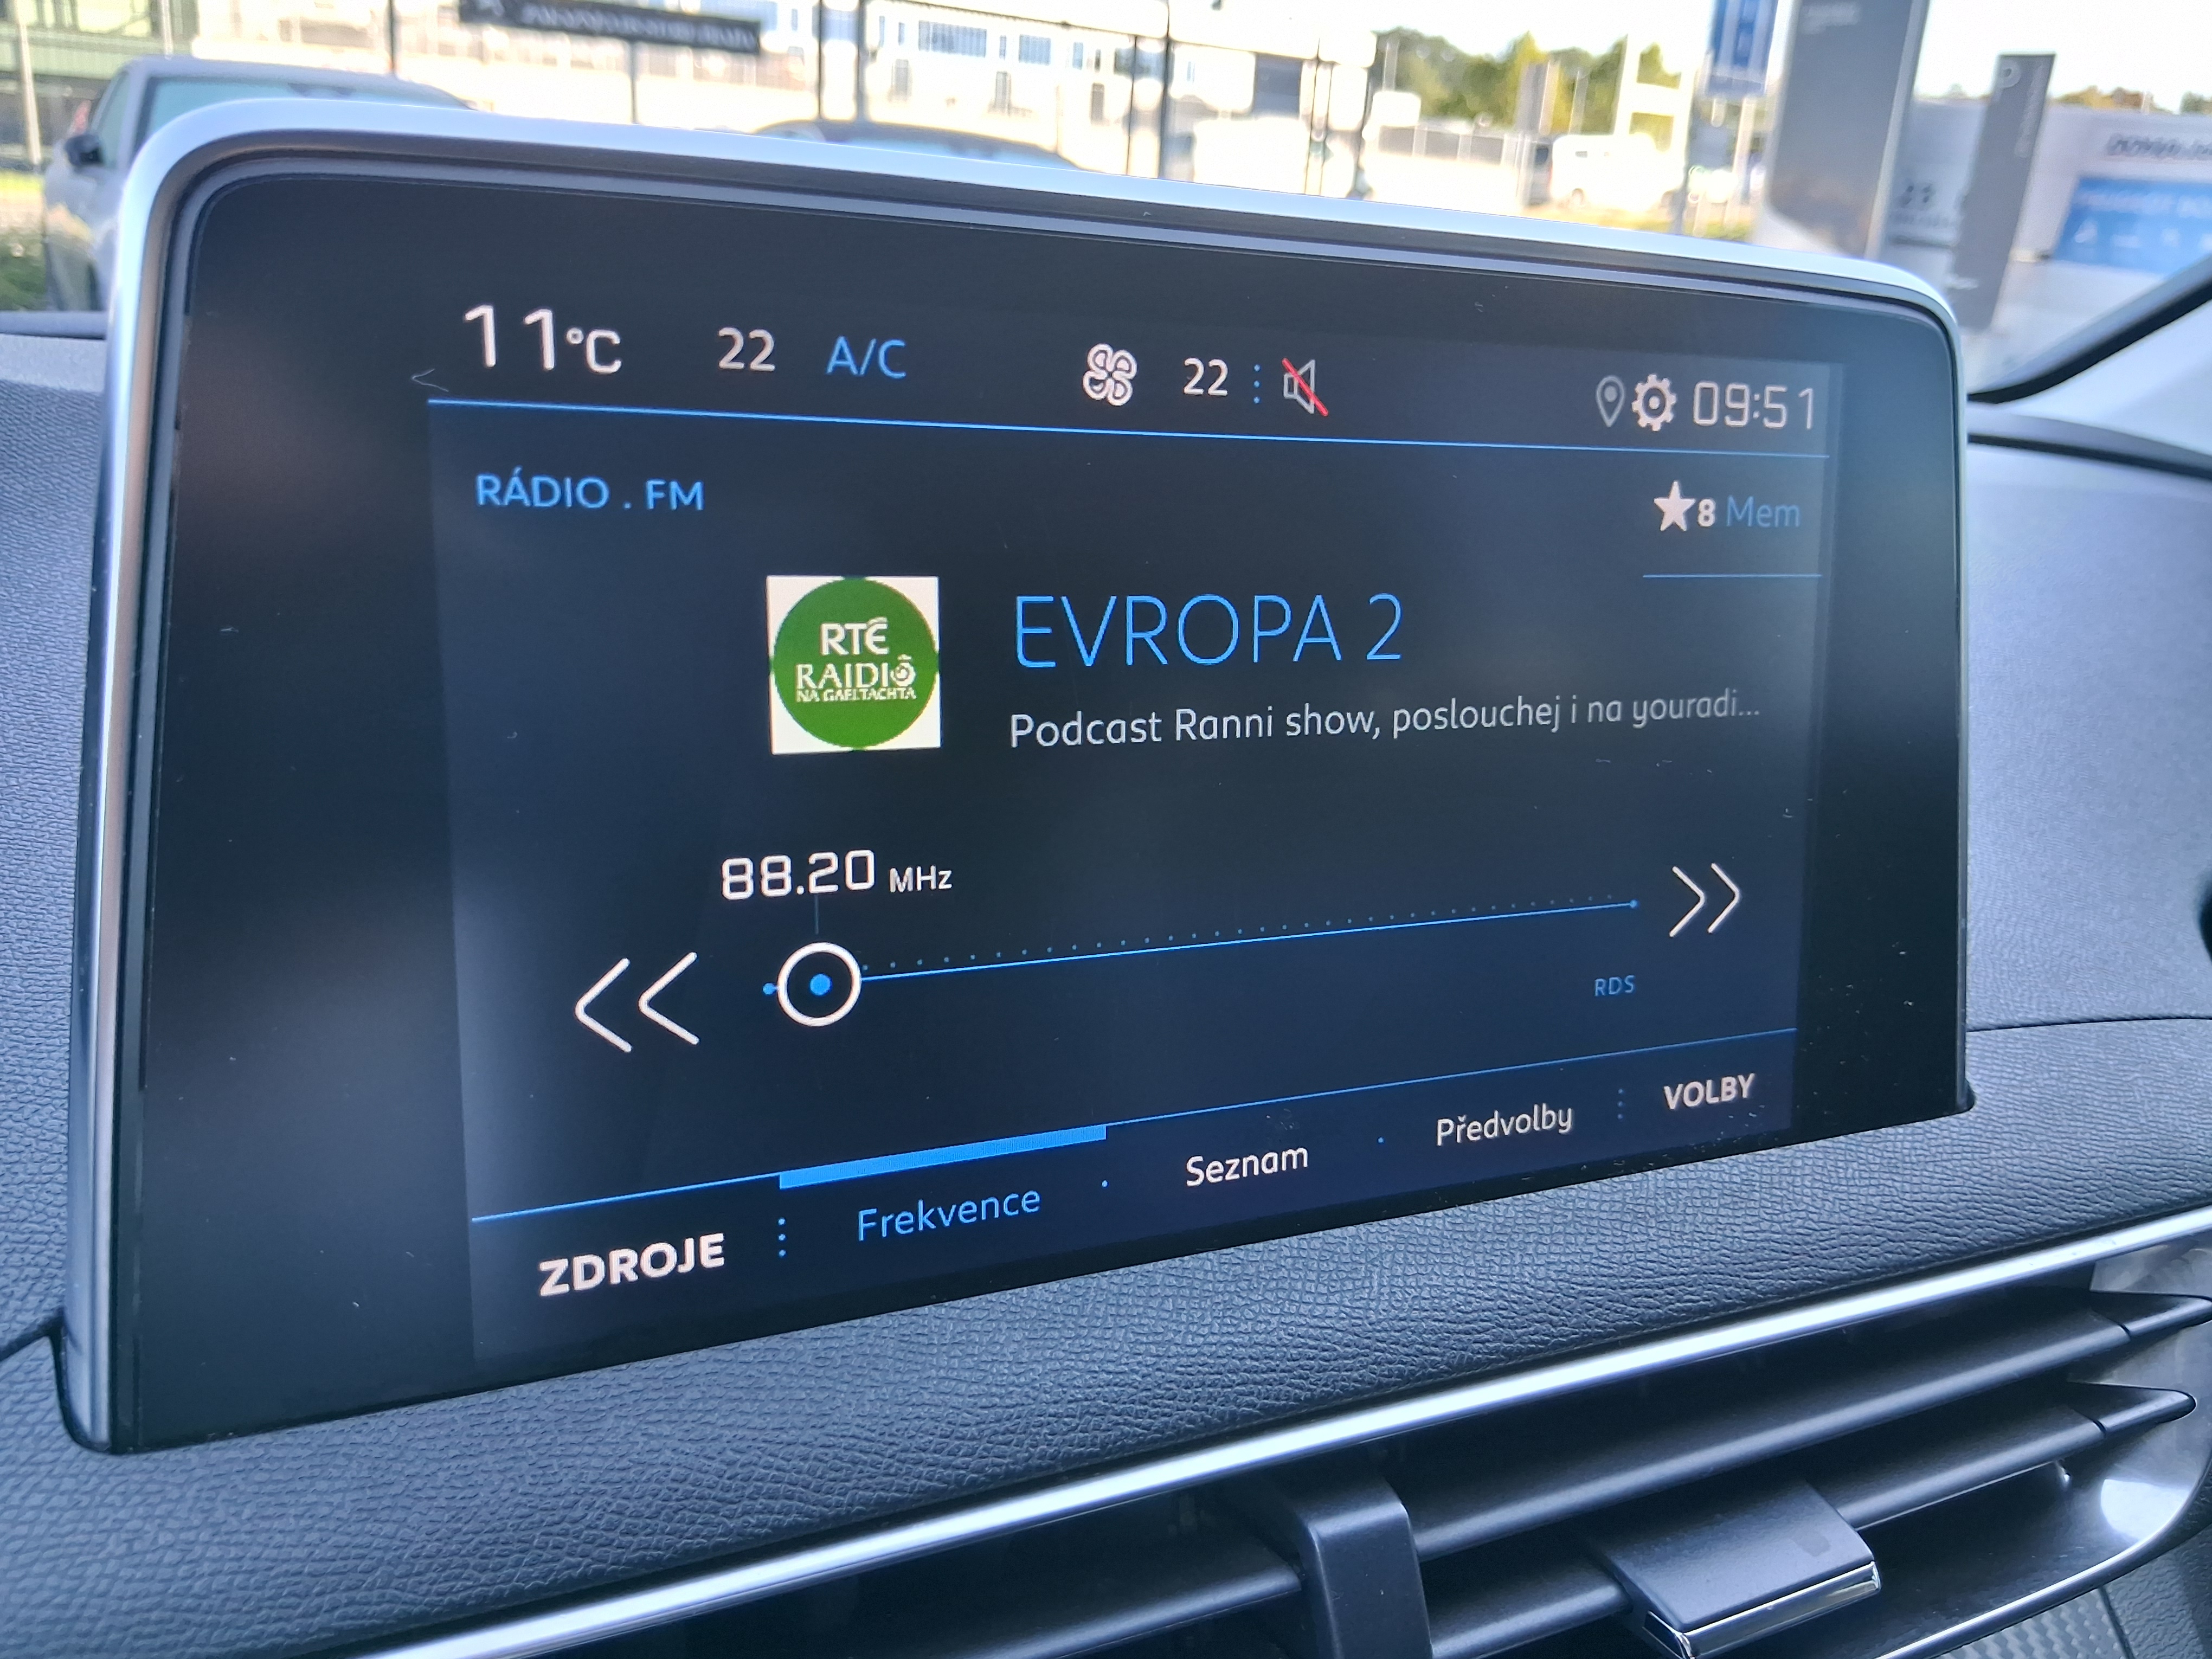 11°C 22 A/C 22 09:51
RÁDIO . FM
8 Mem
RTÉ
RAIDIÓ
NA GAELTACHTA
EVROPA 2
Podcast Ranni show, poslouchej i na youradi...
88.20 MHz
RDS
ZDROJE Frekvence Seznam Předvolby VOLBY